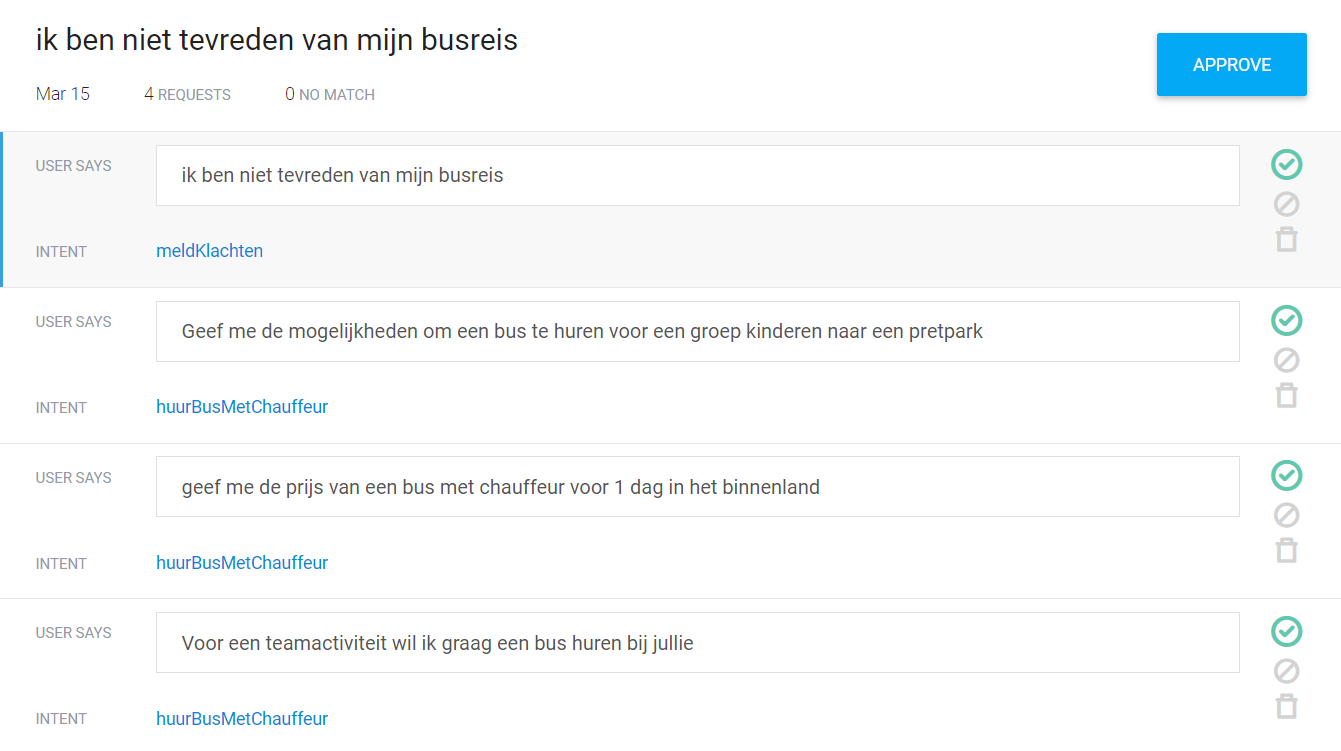 ik ben niet tevreden van mijn busreis
APPROVE
Mar 15 4 REQUESTS 0 NO MATCH
USER SAYS ik ben niet tevreden van mijn busreis
INTENT meldKlachten
USER SAYS Geef me de mogelijkheden om een bus te huren voor een groep kinderen naar een pretpark
INTENT huurBusMetChauffeur
USER SAYS geef me de prijs van een bus met chauffeur voor 1 dag in het binnenland
INTENT huurBusMetChauffeur
USER SAYS Voor een teamactiviteit wil ik graag een bus huren bij jullie
INTENT huurBusMetChauffeur